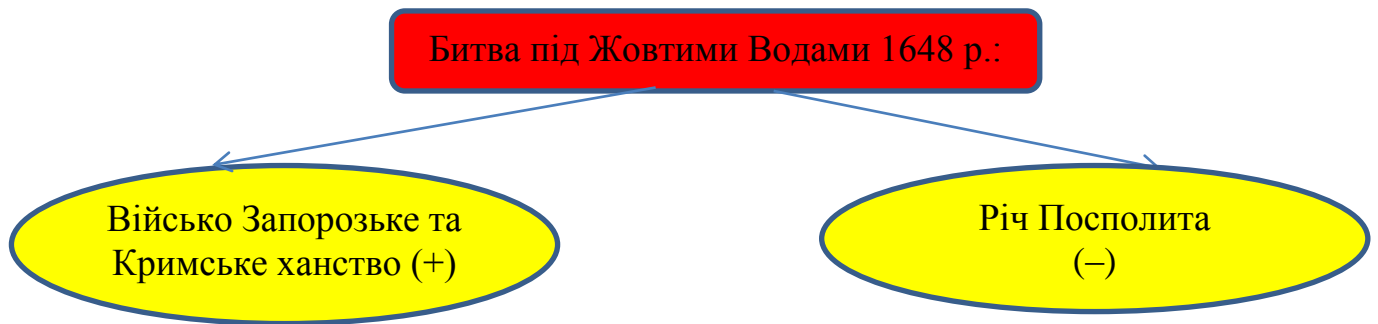 Битва під Жовтими Водами 1648 р.:
Військо Запорозьке та
Кримське ханство (+)
Річ Посполита
(–)